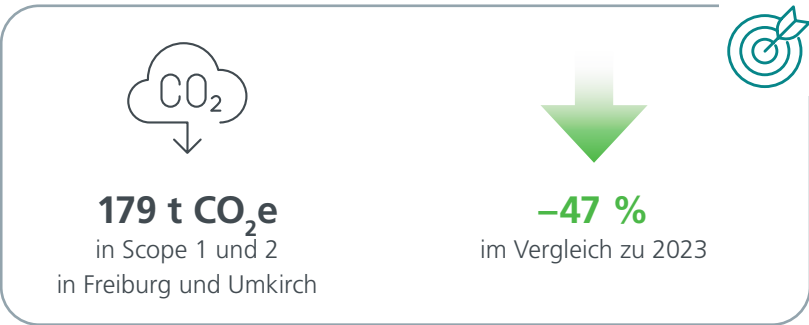 CO₂
179 t CO₂e
in Scope 1 und 2
in Freiburg und Umkirch
–47 %
im Vergleich zu 2023